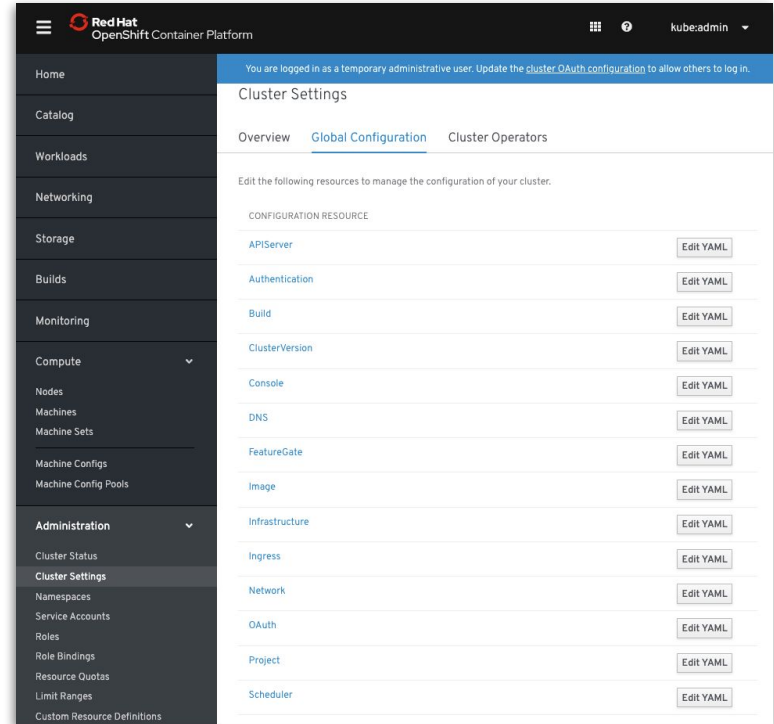 Red Hat
OpenShift Container Platform
kube:admin
Home
Catalog
Workloads
Networking
Storage
Builds
Monitoring
Compute
Nodes
Machines
Machine Sets
Machine Configs
Machine Config Pools
Administration
Cluster Status
Cluster Settings
Namespaces
Service Accounts
Roles
Role Bindings
Resource Quotas
Limit Ranges
Custom Resource Definitions
You are logged in as a temporary administrative user. Update the cluster OAuth configuration to allow others to log in.
Cluster Settings
Overview Global Configuration Cluster Operators
Edit the following resources to manage the configuration of your cluster.
CONFIGURATION RESOURCE
APIServer Edit YAML
Authentication Edit YAML
Build Edit YAML
ClusterVersion Edit YAML
Console Edit YAML
DNS Edit YAML
FeatureGate Edit YAML
Image Edit YAML
Infrastructure Edit YAML
Ingress Edit YAML
Network Edit YAML
OAuth Edit YAML
Project Edit YAML
Scheduler Edit YAML